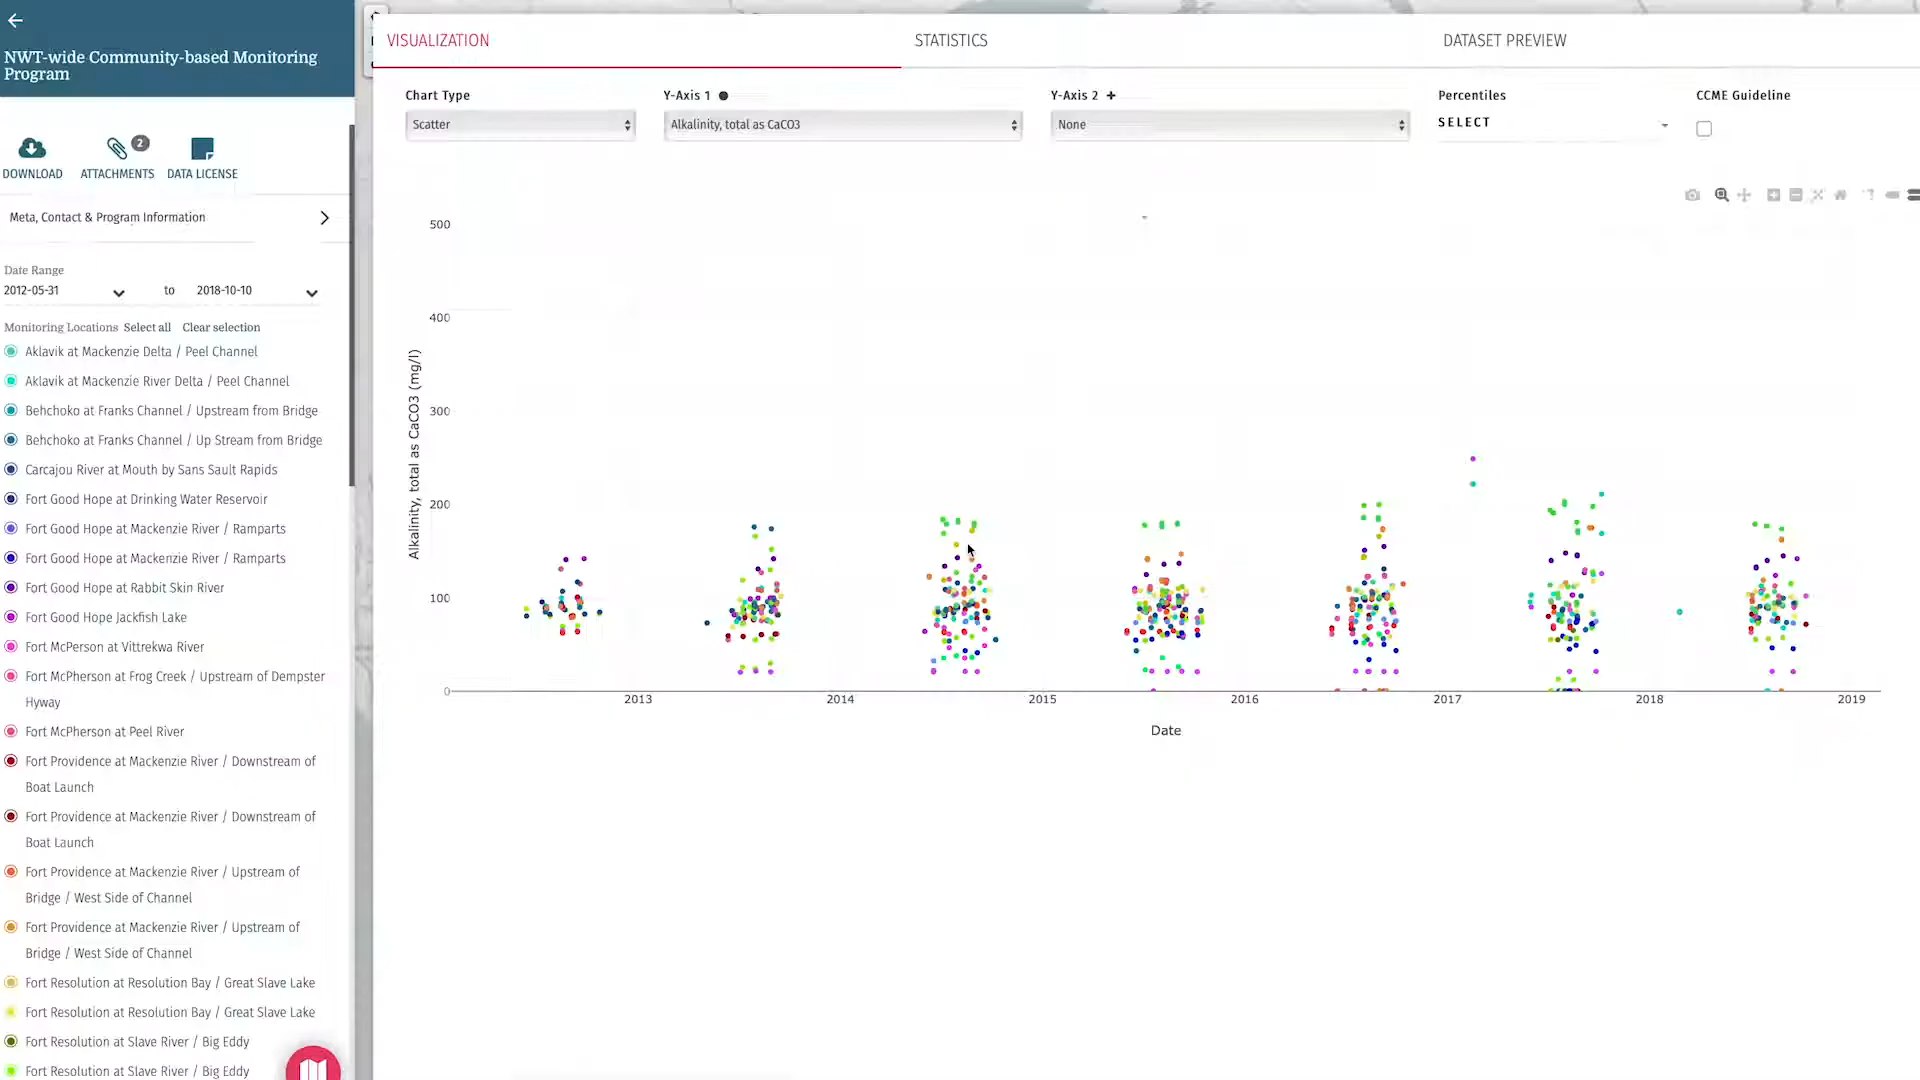 NWT-wide Community-based Monitoring
Program
DOWNLOAD
ATTACHMENTS
2
DATA LICENSE
Meta, Contact & Program Information
Date Range
2012-05-31
to
2018-10-10
Monitoring Locations Select all Clear selection
Aklavik at Mackenzie Delta / Peel Channel
Aklavik at Mackenzie River Delta / Peel Channel
Behchoko at Franks Channel / Upstream from Bridge
Behchoko at Franks Channel / Up Stream from Bridge
Carcajou River at Mouth by Sans Sault Rapids
Fort Good Hope at Drinking Water Reservoir
Fort Good Hope at Mackenzie River / Ramparts
Fort Good Hope at Mackenzie River / Ramparts
Fort Good Hope at Rabbit Skin River
Fort Good Hope Jackfish Lake
Fort McPerson at Vittrekwa River
Fort McPherson at Frog Creek / Upstream of Dempster
Hyway
Fort McPherson at Peel River
Fort Providence at Mackenzie River / Downstream of
Boat Launch
Fort Providence at Mackenzie River / Downstream of
Boat Launch
Fort Providence at Mackenzie River / Upstream of
Bridge / West Side of Channel
Fort Providence at Mackenzie River / Upstream of
Bridge / West Side of Channel
Fort Resolution at Resolution Bay / Great Slave Lake
Fort Resolution at Resolution Bay / Great Slave Lake
Fort Resolution at Slave River / Big Eddy
Fort Resolution at Slave River / Big Eddy
VISUALIZATION
STATISTICS
DATASET PREVIEW
Chart Type
Scatter
Y-Axis 1
Alkalinity, total as CaCO3
Y-Axis 2
None
Percentiles
SELECT
CCME Guideline
Alkalinity, total as CaCO3 (mg/l)
500
400
300
200
100
0
2013
2014
2015
2016
2017
2018
2019
Date